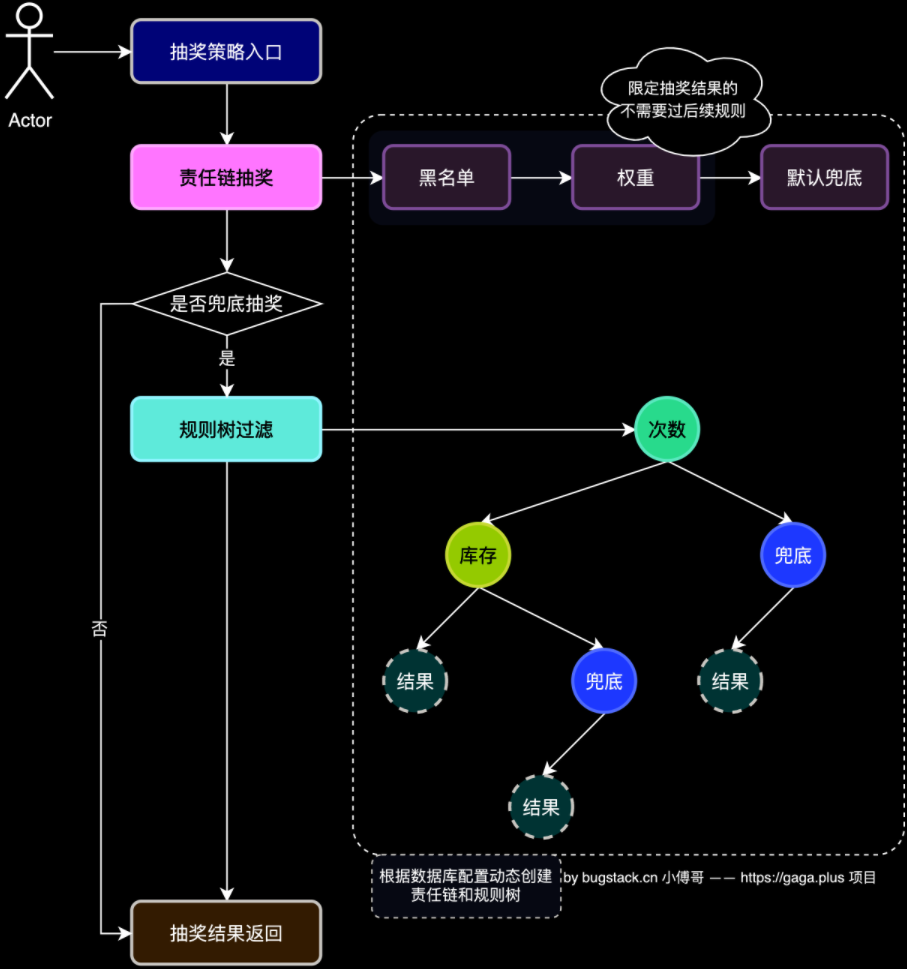 抽奖策略入口
Actor
限定抽奖结果的
不需要过后续规则
责任链抽奖
黑名单
权重
默认兜底
是否兜底抽奖
是
规则树过滤
次数
库存
兜底
否
结果
兜底
结果
结果
根据数据库配置动态创建
责任链和规则树
by bugstack.cn 小傅哥 —— https://gaga.plus 项目
抽奖结果返回